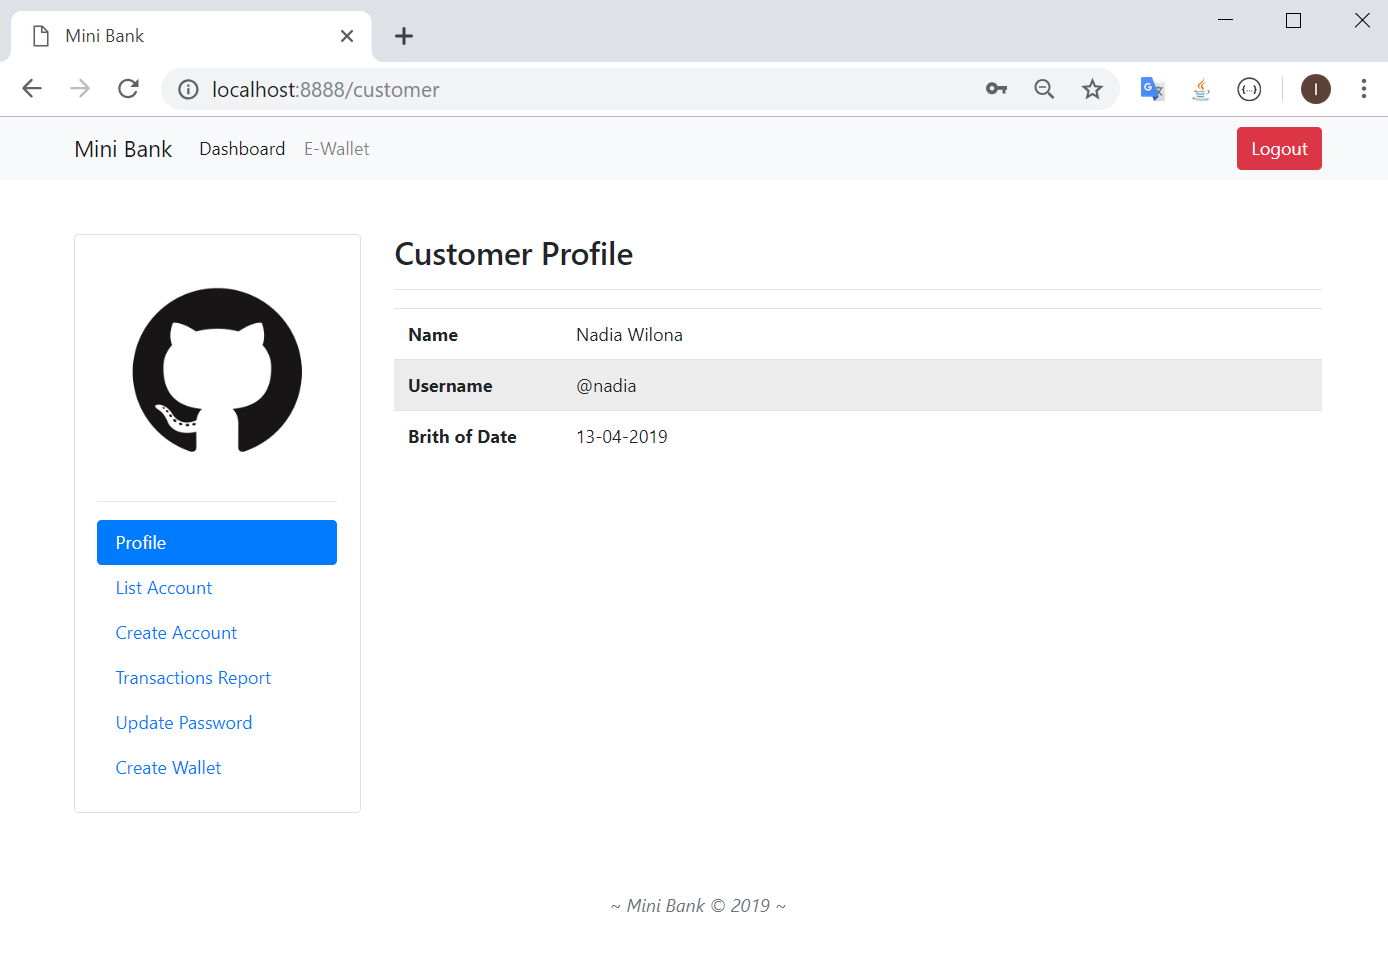 Mini Bank
localhost:8888/customer
I
Mini Bank Dashboard E-Wallet Logout
Customer Profile
Name Nadia Wilona
Username @nadia
Brith of Date 13-04-2019
Profile
List Account
Create Account
Transactions Report
Update Password
Create Wallet
~ Mini Bank © 2019 ~